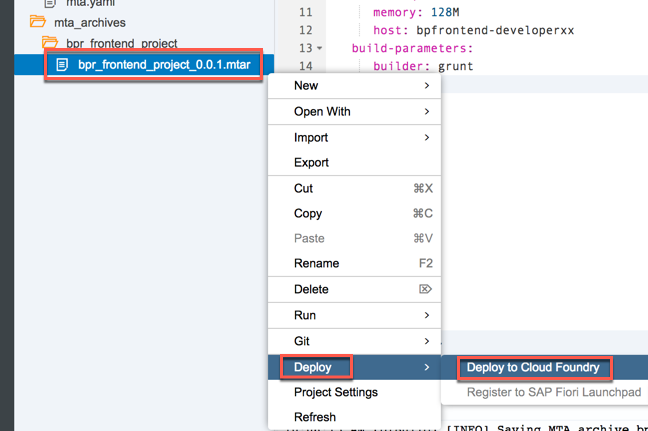 mta.yaml
mta_archives
bpr_frontend_project
bpr_frontend_project_0.0.1.mtar
11 memory: 128M
12 host: bpfrontend-developerxx
13 build-parameters:
14 builder: grunt
New
Open With
Import
Export
Cut ⌘X
Copy ⌘C
Paste ⌘V
Rename F2
Delete ⌦
Run
Git
Deploy
Deploy to Cloud Foundry
Project Settings
Register to SAP Fiori Launchpad
Refresh
[INFO] Saving MTA archive